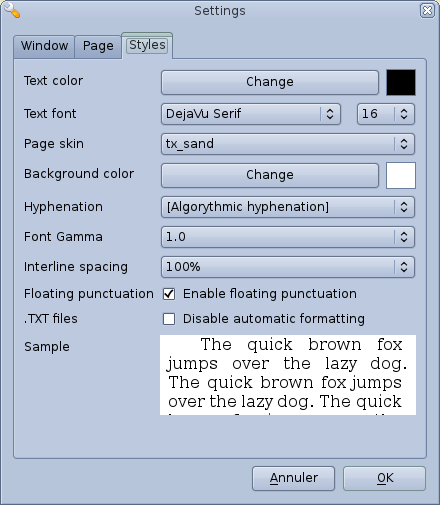 Settings
Window Page Styles
Text color Change
Text font DejaVu Serif 16
Page skin tx_sand
Background color Change
Hyphenation [Algorythmic hyphenation]
Font Gamma 1.0
Interline spacing 100%
Floating punctuation Enable floating punctuation
.TXT files Disable automatic formatting
Sample
The quick brown fox
jumps over the lazy dog.
The quick brown fox jumps
over the lazy dog. The quick
Annuler OK